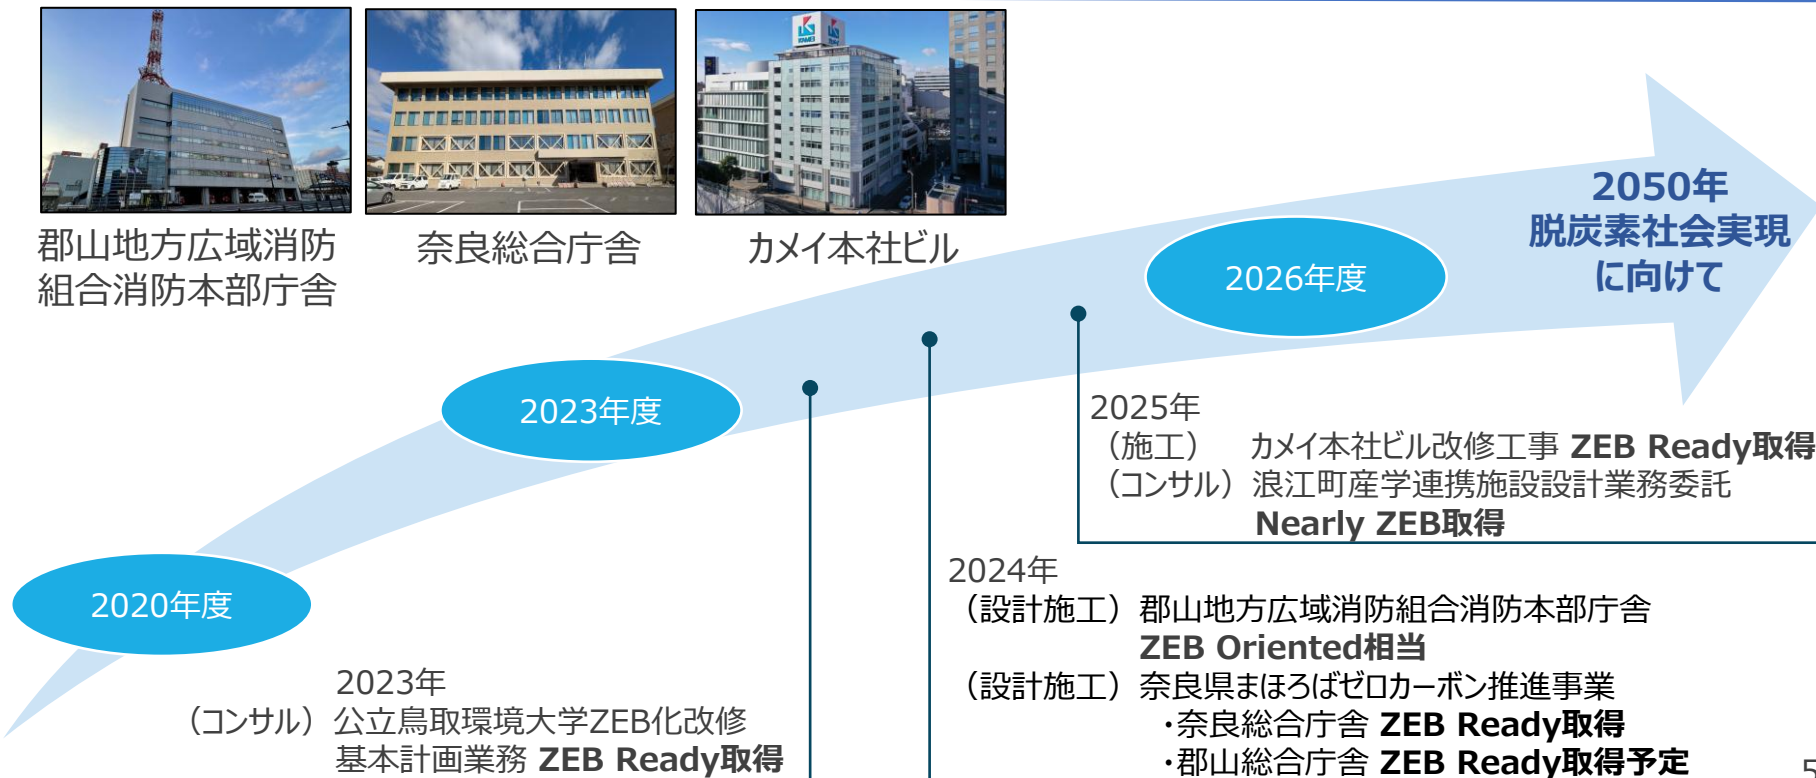 郡山地方広域消防
組合消防本部庁舎
奈良総合庁舎
KAMEI
カメイ本社ビル
2050年
脱炭素社会実現
に向けて
2026年度
2023年度
2020年度
2025年
（施工）　カメイ本社ビル改修工事 ZEB Ready取得
（コンサル）浪江町産学連携施設設計業務委託
Nearly ZEB取得
2024年
（設計施工）郡山地方広域消防組合消防本部庁舎
ZEB Oriented相当
（設計施工）奈良県まほろばゼロカーボン推進事業
・奈良総合庁舎 ZEB Ready取得
・郡山総合庁舎 ZEB Ready取得予定
2023年
（コンサル）公立鳥取環境大学ZEB化改修
基本計画業務 ZEB Ready取得
5